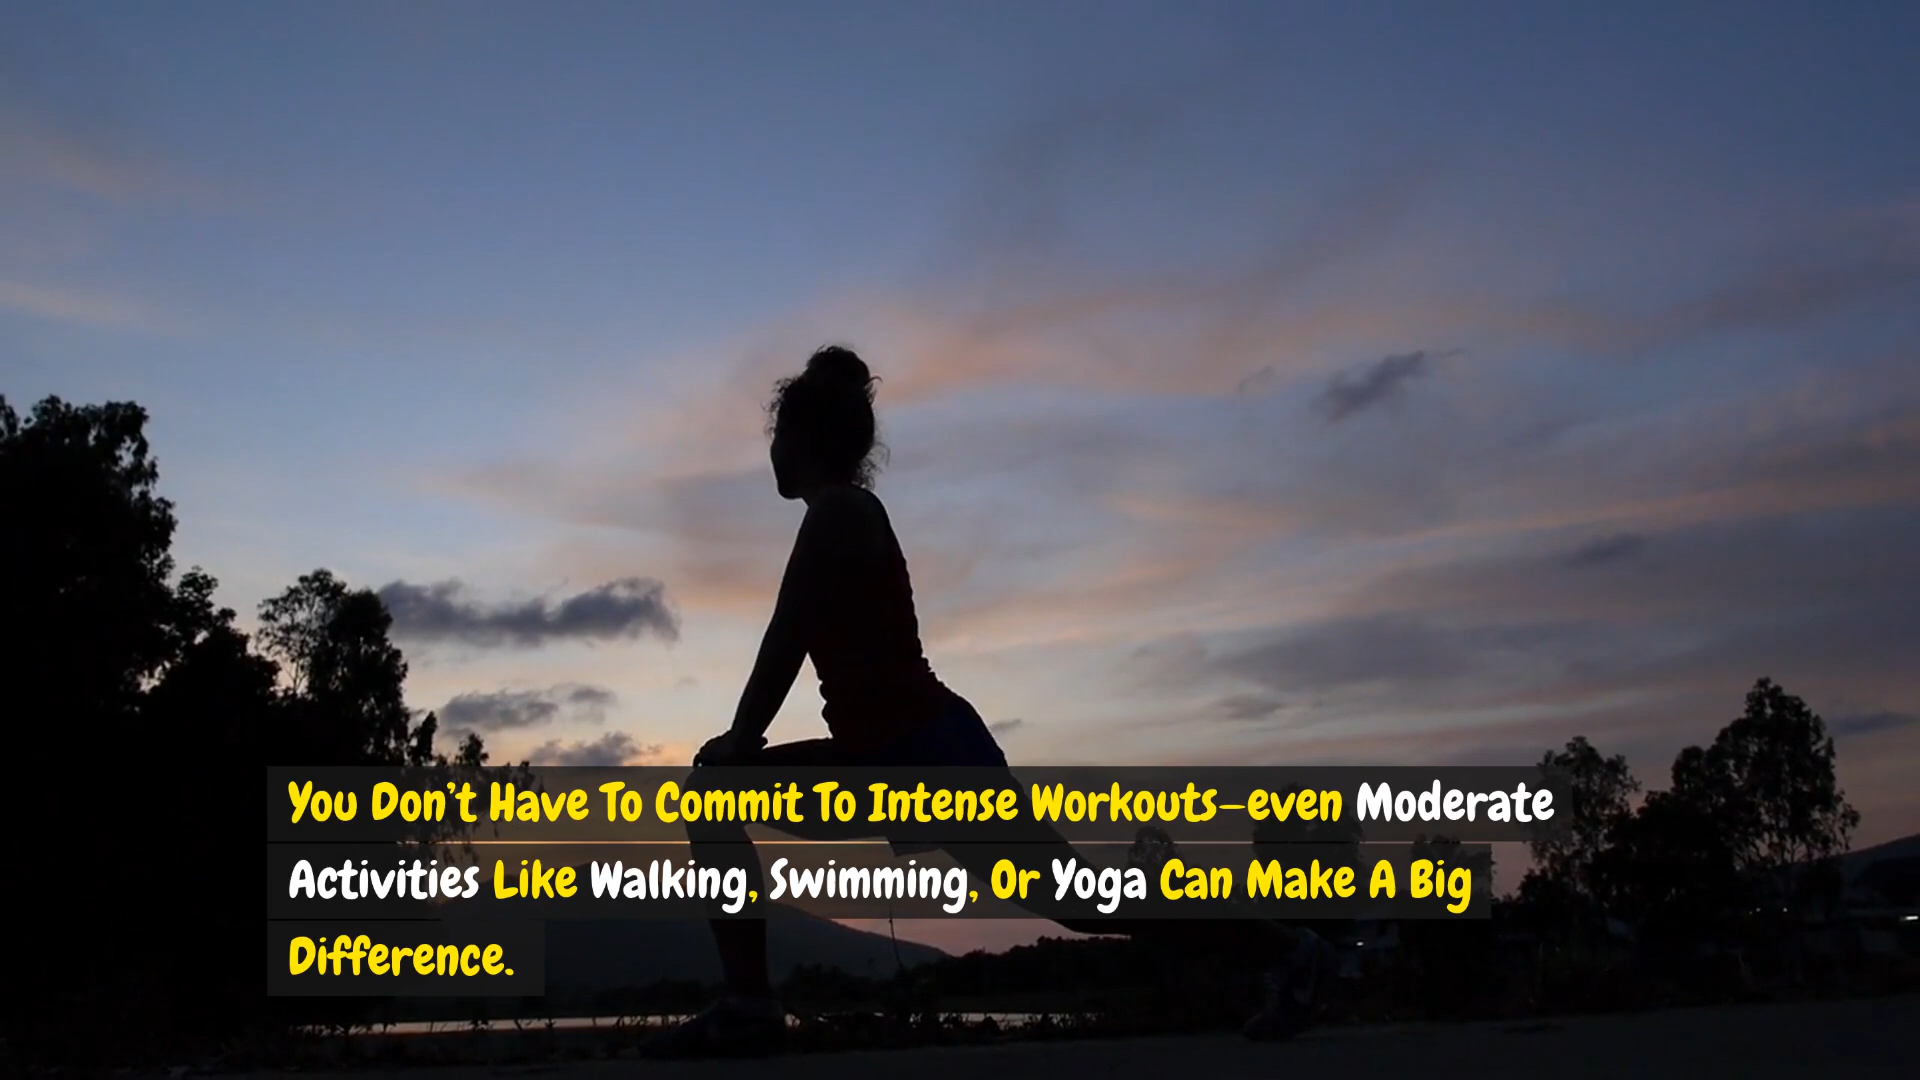 You Don't Have To Commit To Intense Workouts—even Moderate
Activities Like Walking, Swimming, Or Yoga Can Make A Big
Difference.